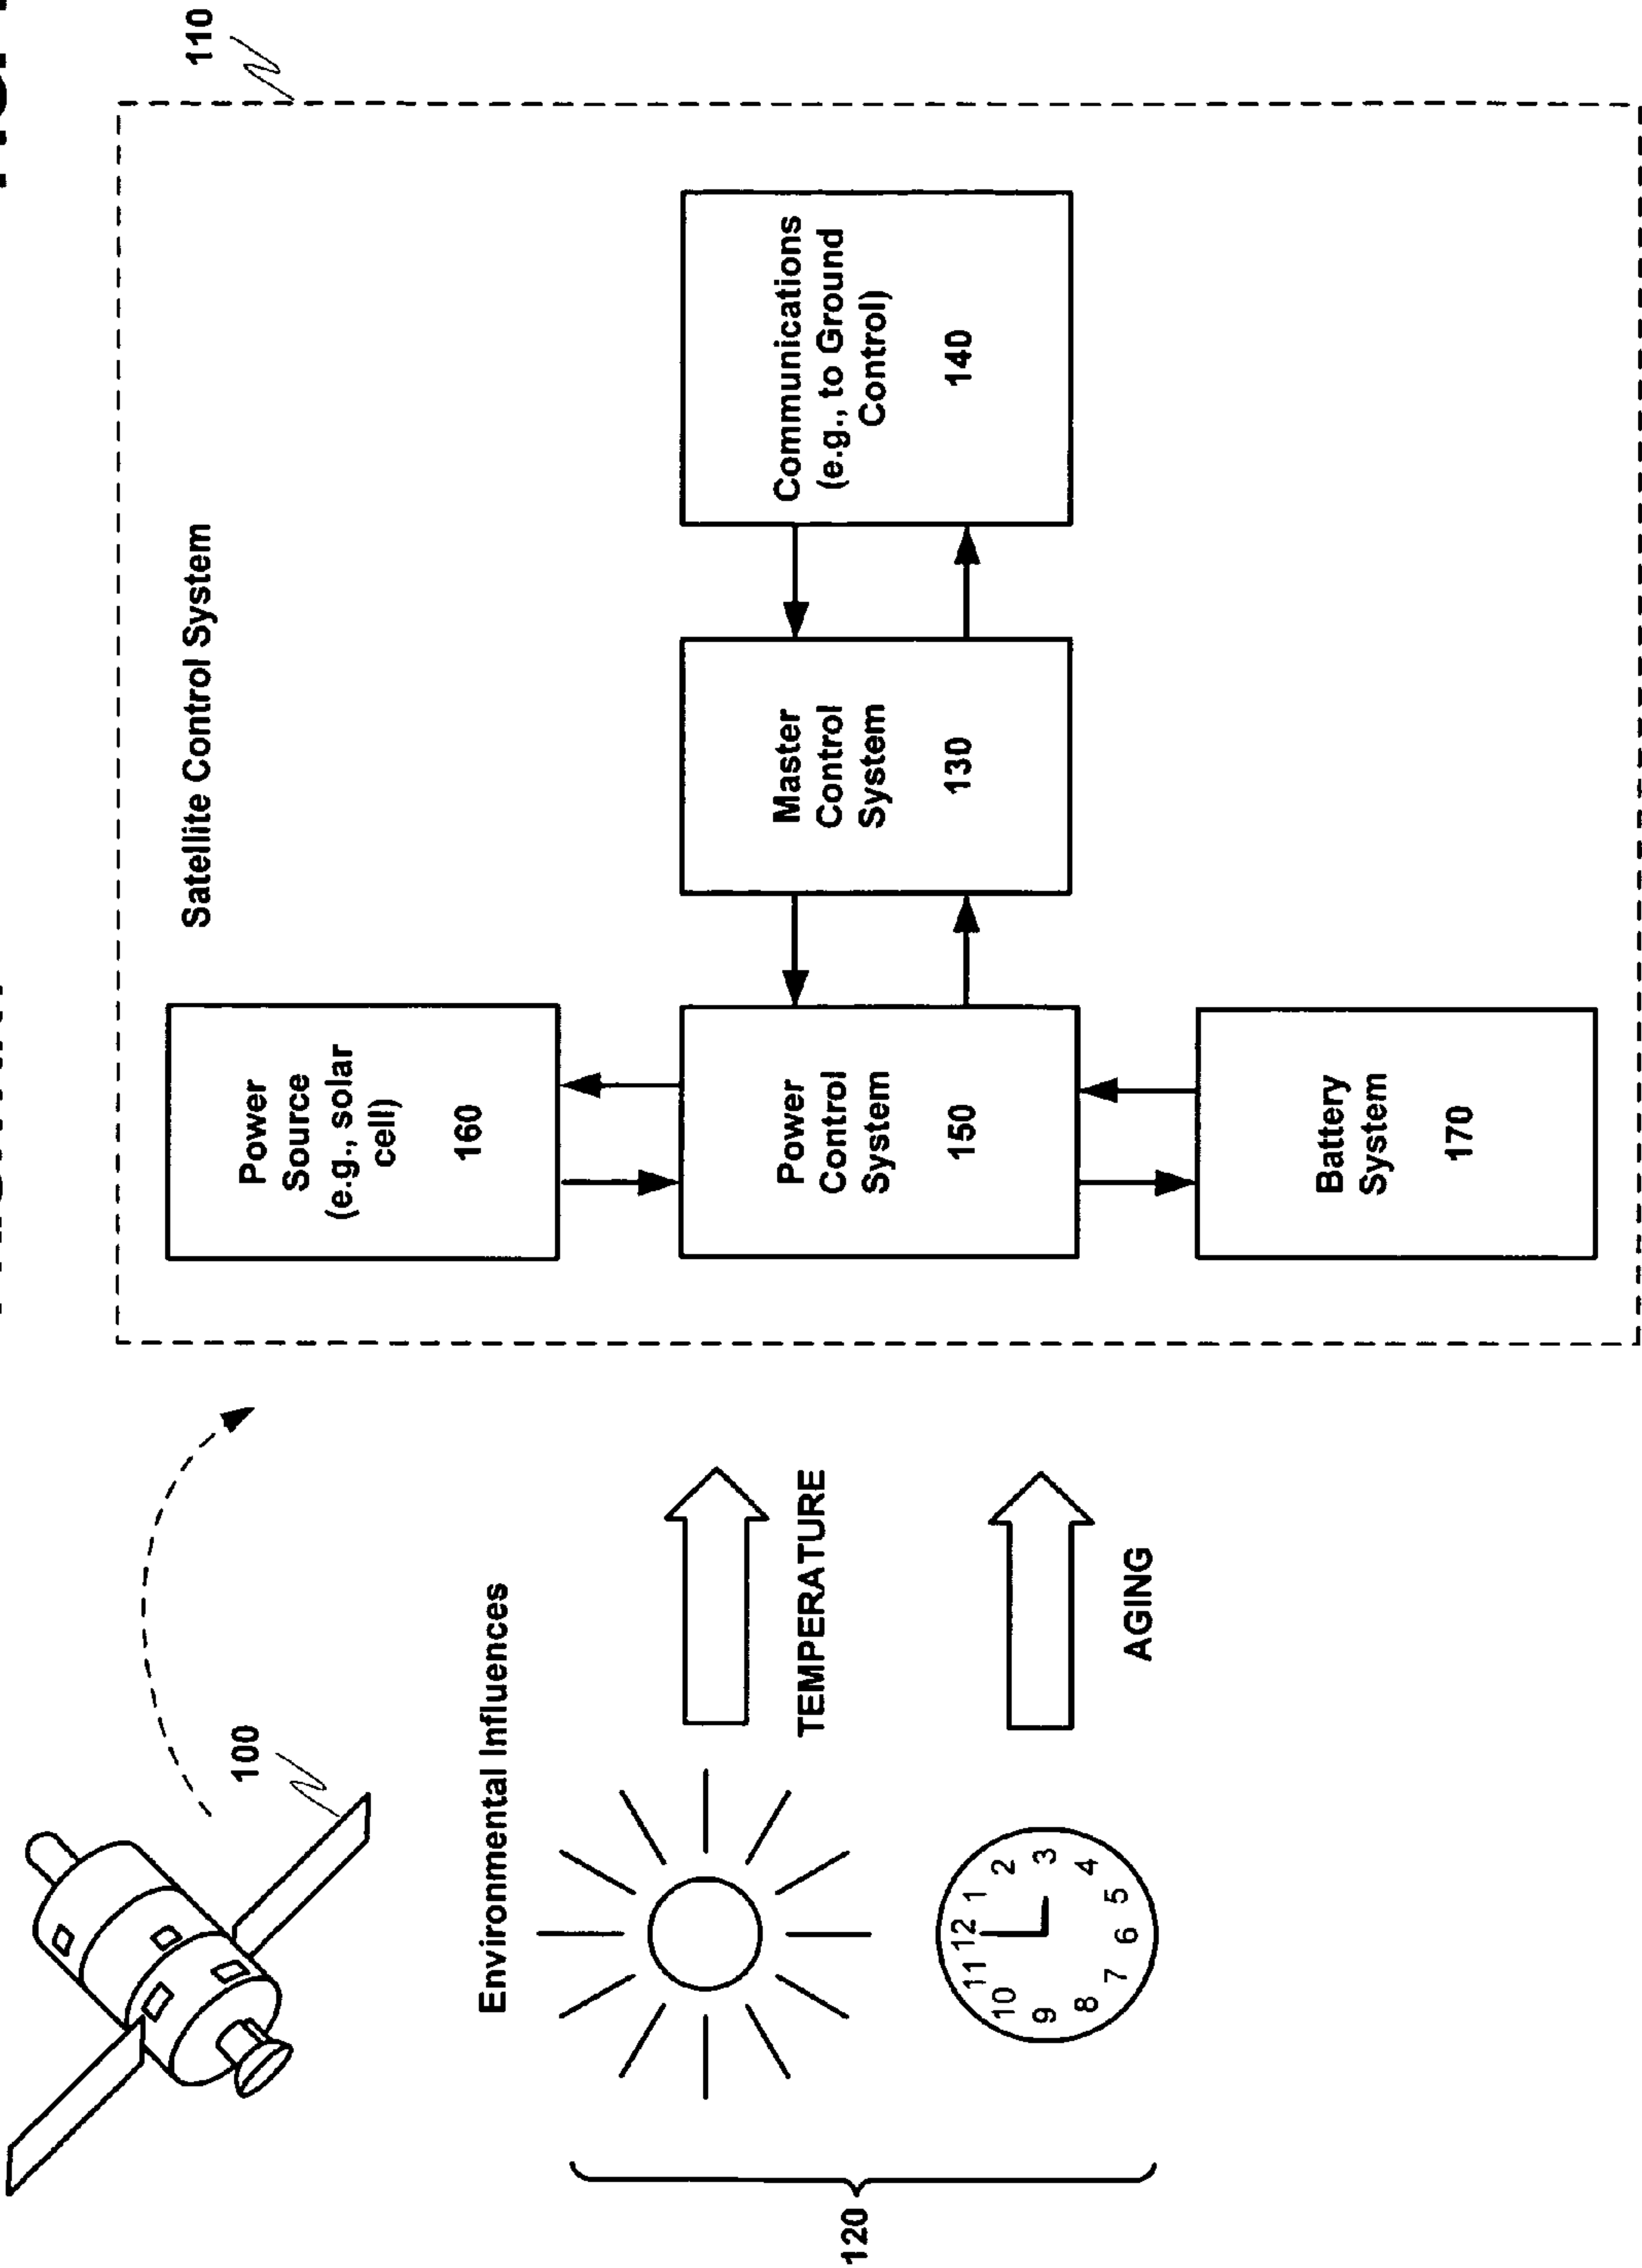 110
100
Satellite Control System
Power
Source
(e.g., solar
cell)
160
Environmental Influences
TEMPERATURE
AGING
Power
Control
System
150
Master
Control
System
130
Communications
(e.g., to Ground
Control)
140
Battery
System
170
12
1
2
3
4
5
6
7
8
9
10
11
120